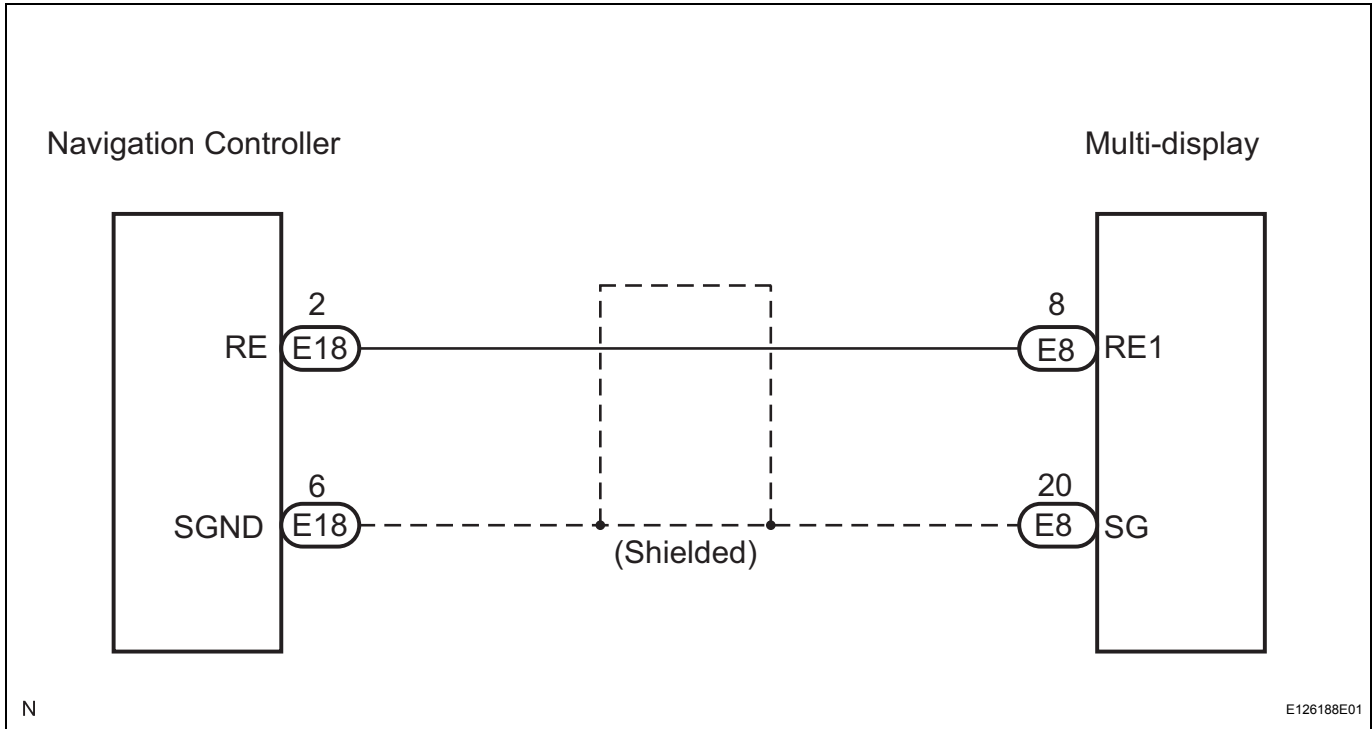 Navigation Controller Multi-display
2 8
RE E18 E8 RE1
6 20
SGND E18 E8 SG
(Shielded)
N E126188E01